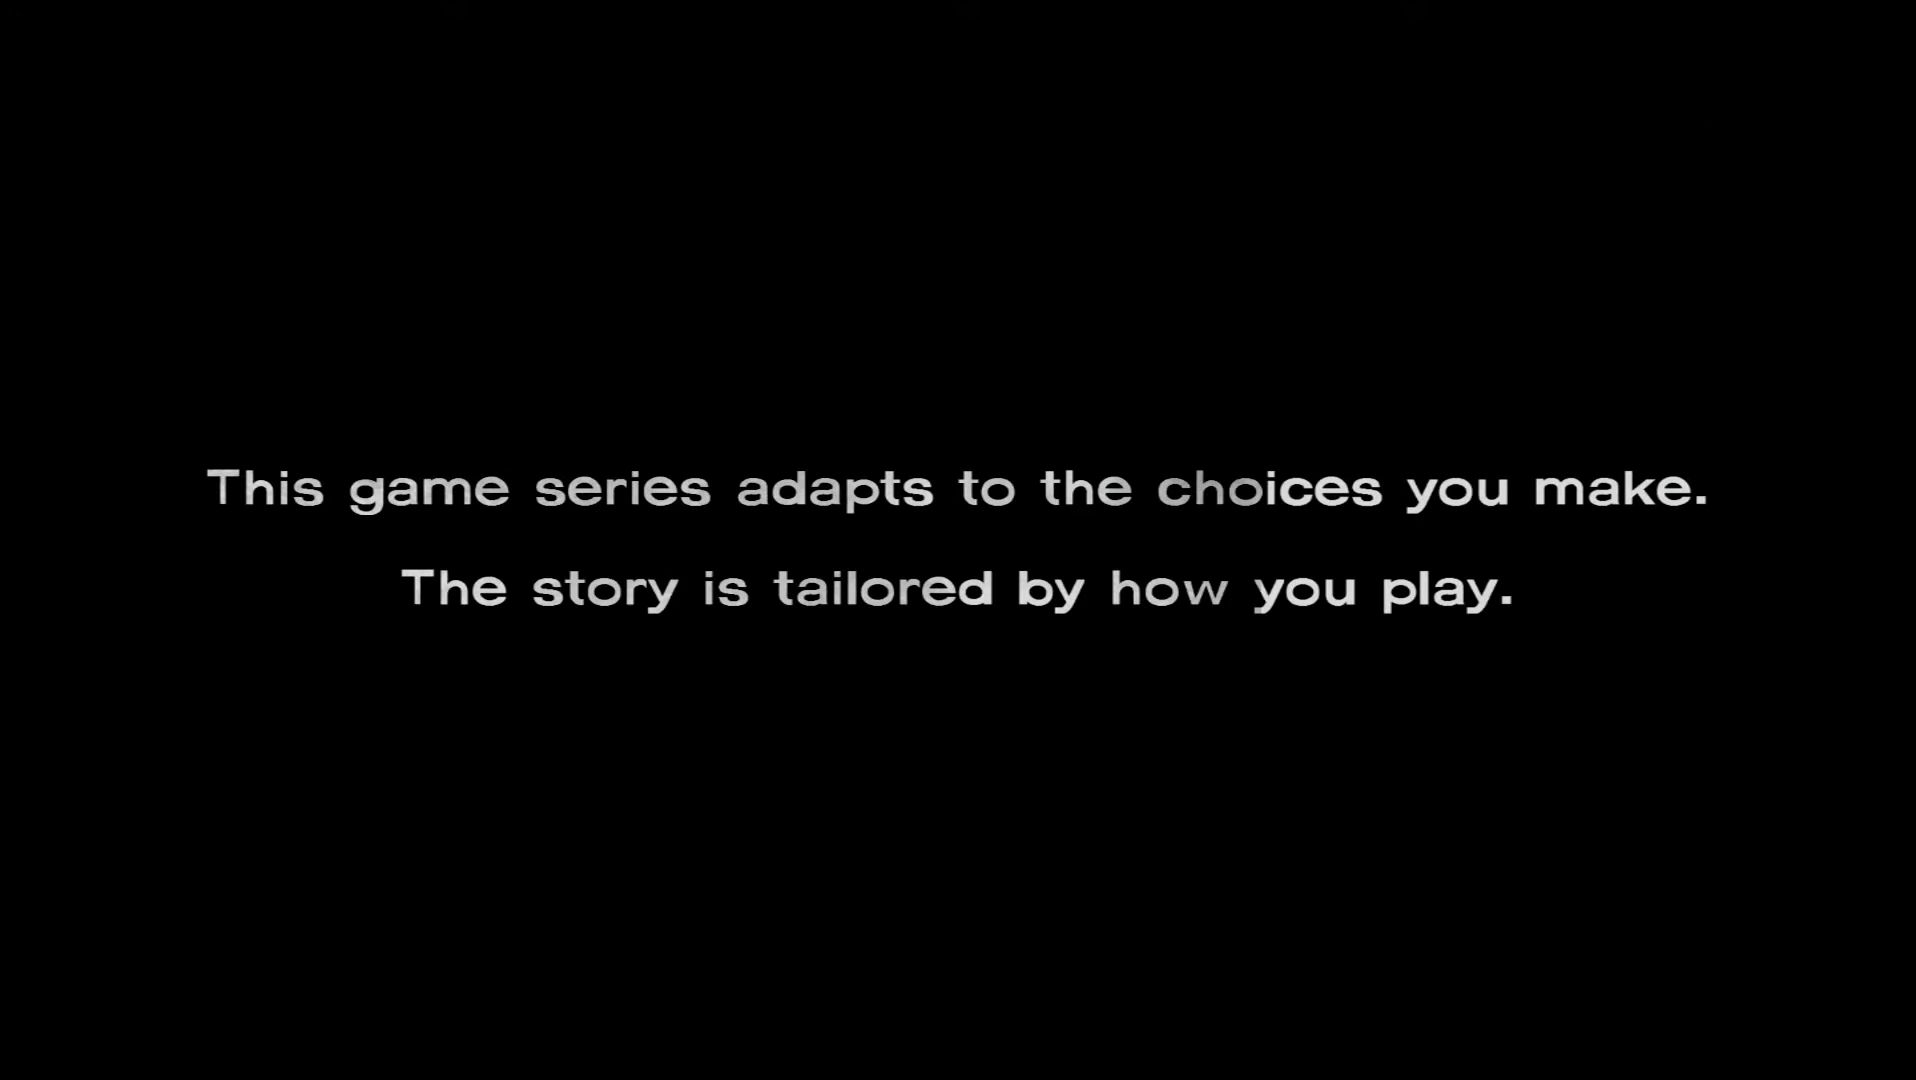 This game series adapts to the choices you make.
The story is tailored by how you play.